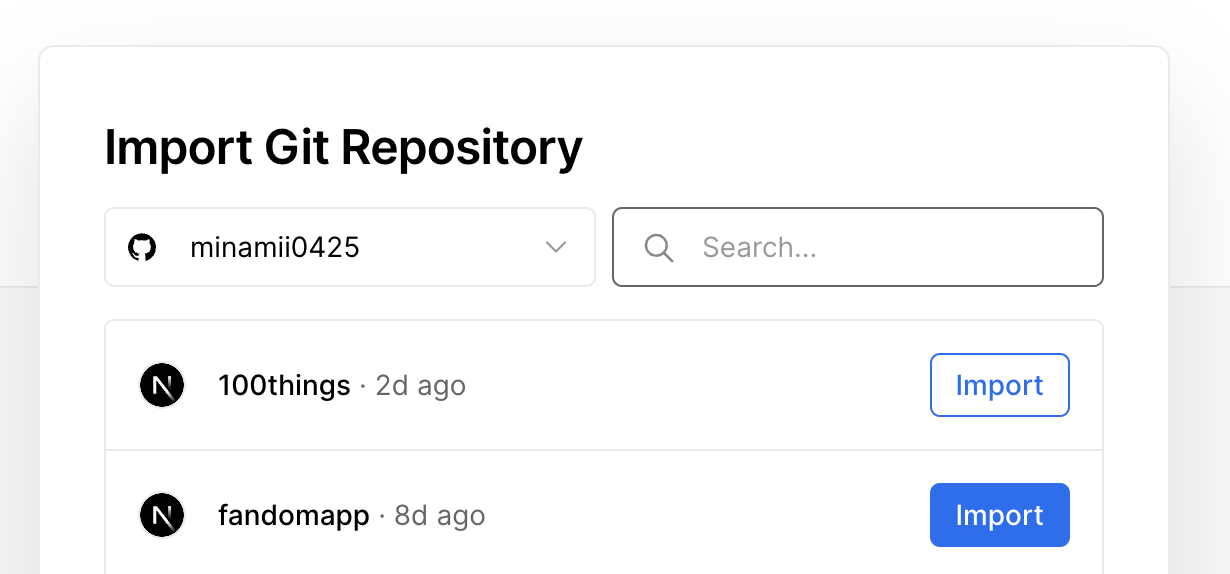 Import Git Repository
minamii0425
Search...
100things · 2d ago
Import
fandomapp · 8d ago
Import